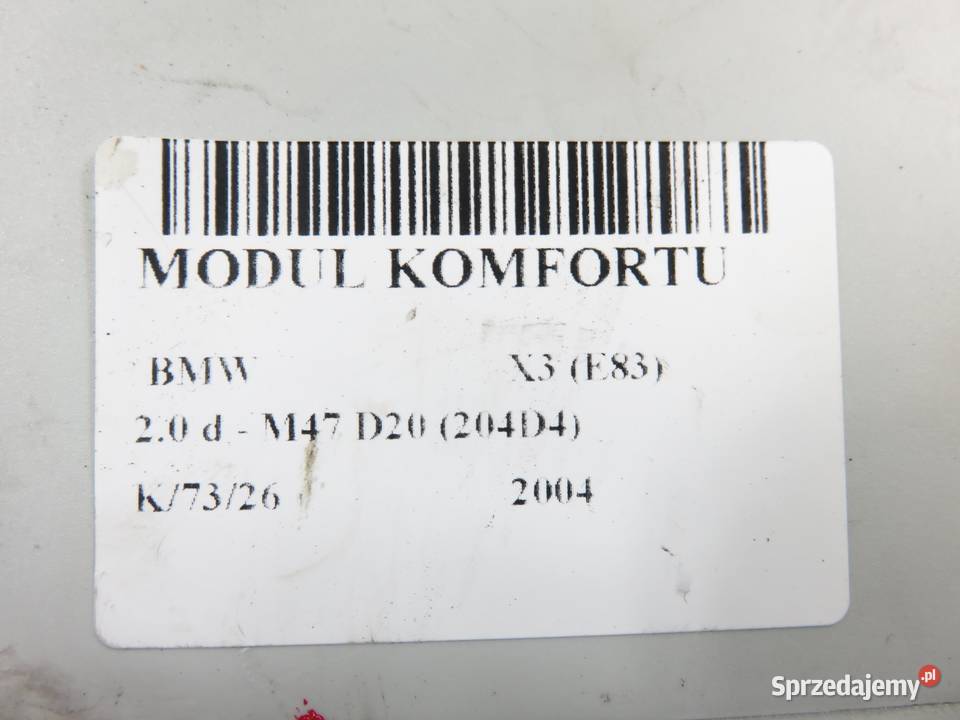 MODUL KOMFORTU
BMW X3 (E83)
2.0 d - M47 D20 (204D4)
K/73/26 2004
Sprzedajemy.pl